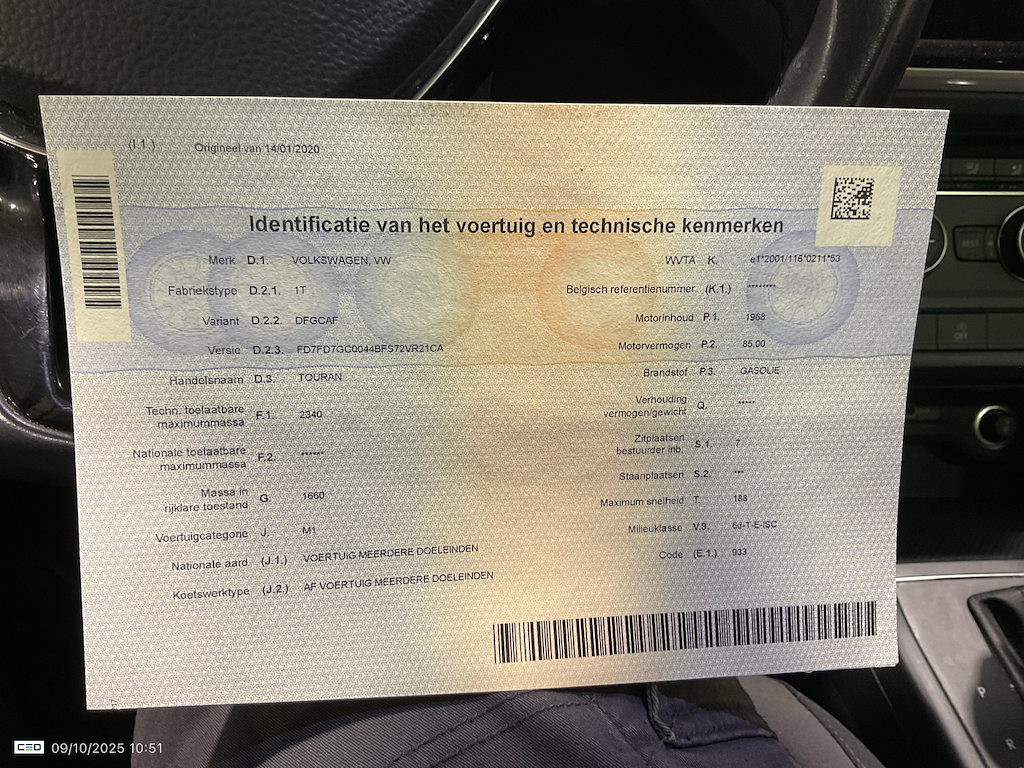 (I.1.) Origineel van 14/01/2020
Identificatie van het voertuig en technische kenmerken
Merk D.1. VOLKSWAGEN, VW
Fabriekstype D.2.1. 1T
Variant D.2.2. DFGCAF
Versie D.2.3. FD7FD7GC0044BFS72VR21CA
Handelsnaam D.3. TOURAN
Techn. toelaatbare
maximummassa F.1. 2340
Nationale toelaatbare
maximummassa F.2. ******
Massa in
rijklare toestand G. 1660
Voertuigcategorie J. M1
Nationale aard (J.1.) VOERTUIG MEERDERE DOELEINDEN
Koetswerktype (J.2.) AF VOERTUIG MEERDERE DOELEINDEN
WVTA K. e1*2001/116*0211*53
Belgisch referentienummer. (K.1.) ********
Motorinhoud P.1. 1968
Motorvermogen P.2. 85,00
Brandstof P.3. GASOLIE
Verhouding
vermogen/gewicht Q. *****
Zitplaatsen
bestuurder inb. S.1. 7
Staanplaatsen S.2. ***
Maximum snelheid T. 188
Milieuklasse V.9. 6d-T-E-ISC
Code (E.1.) 933
P
R
CEO 09/10/2025 10:51